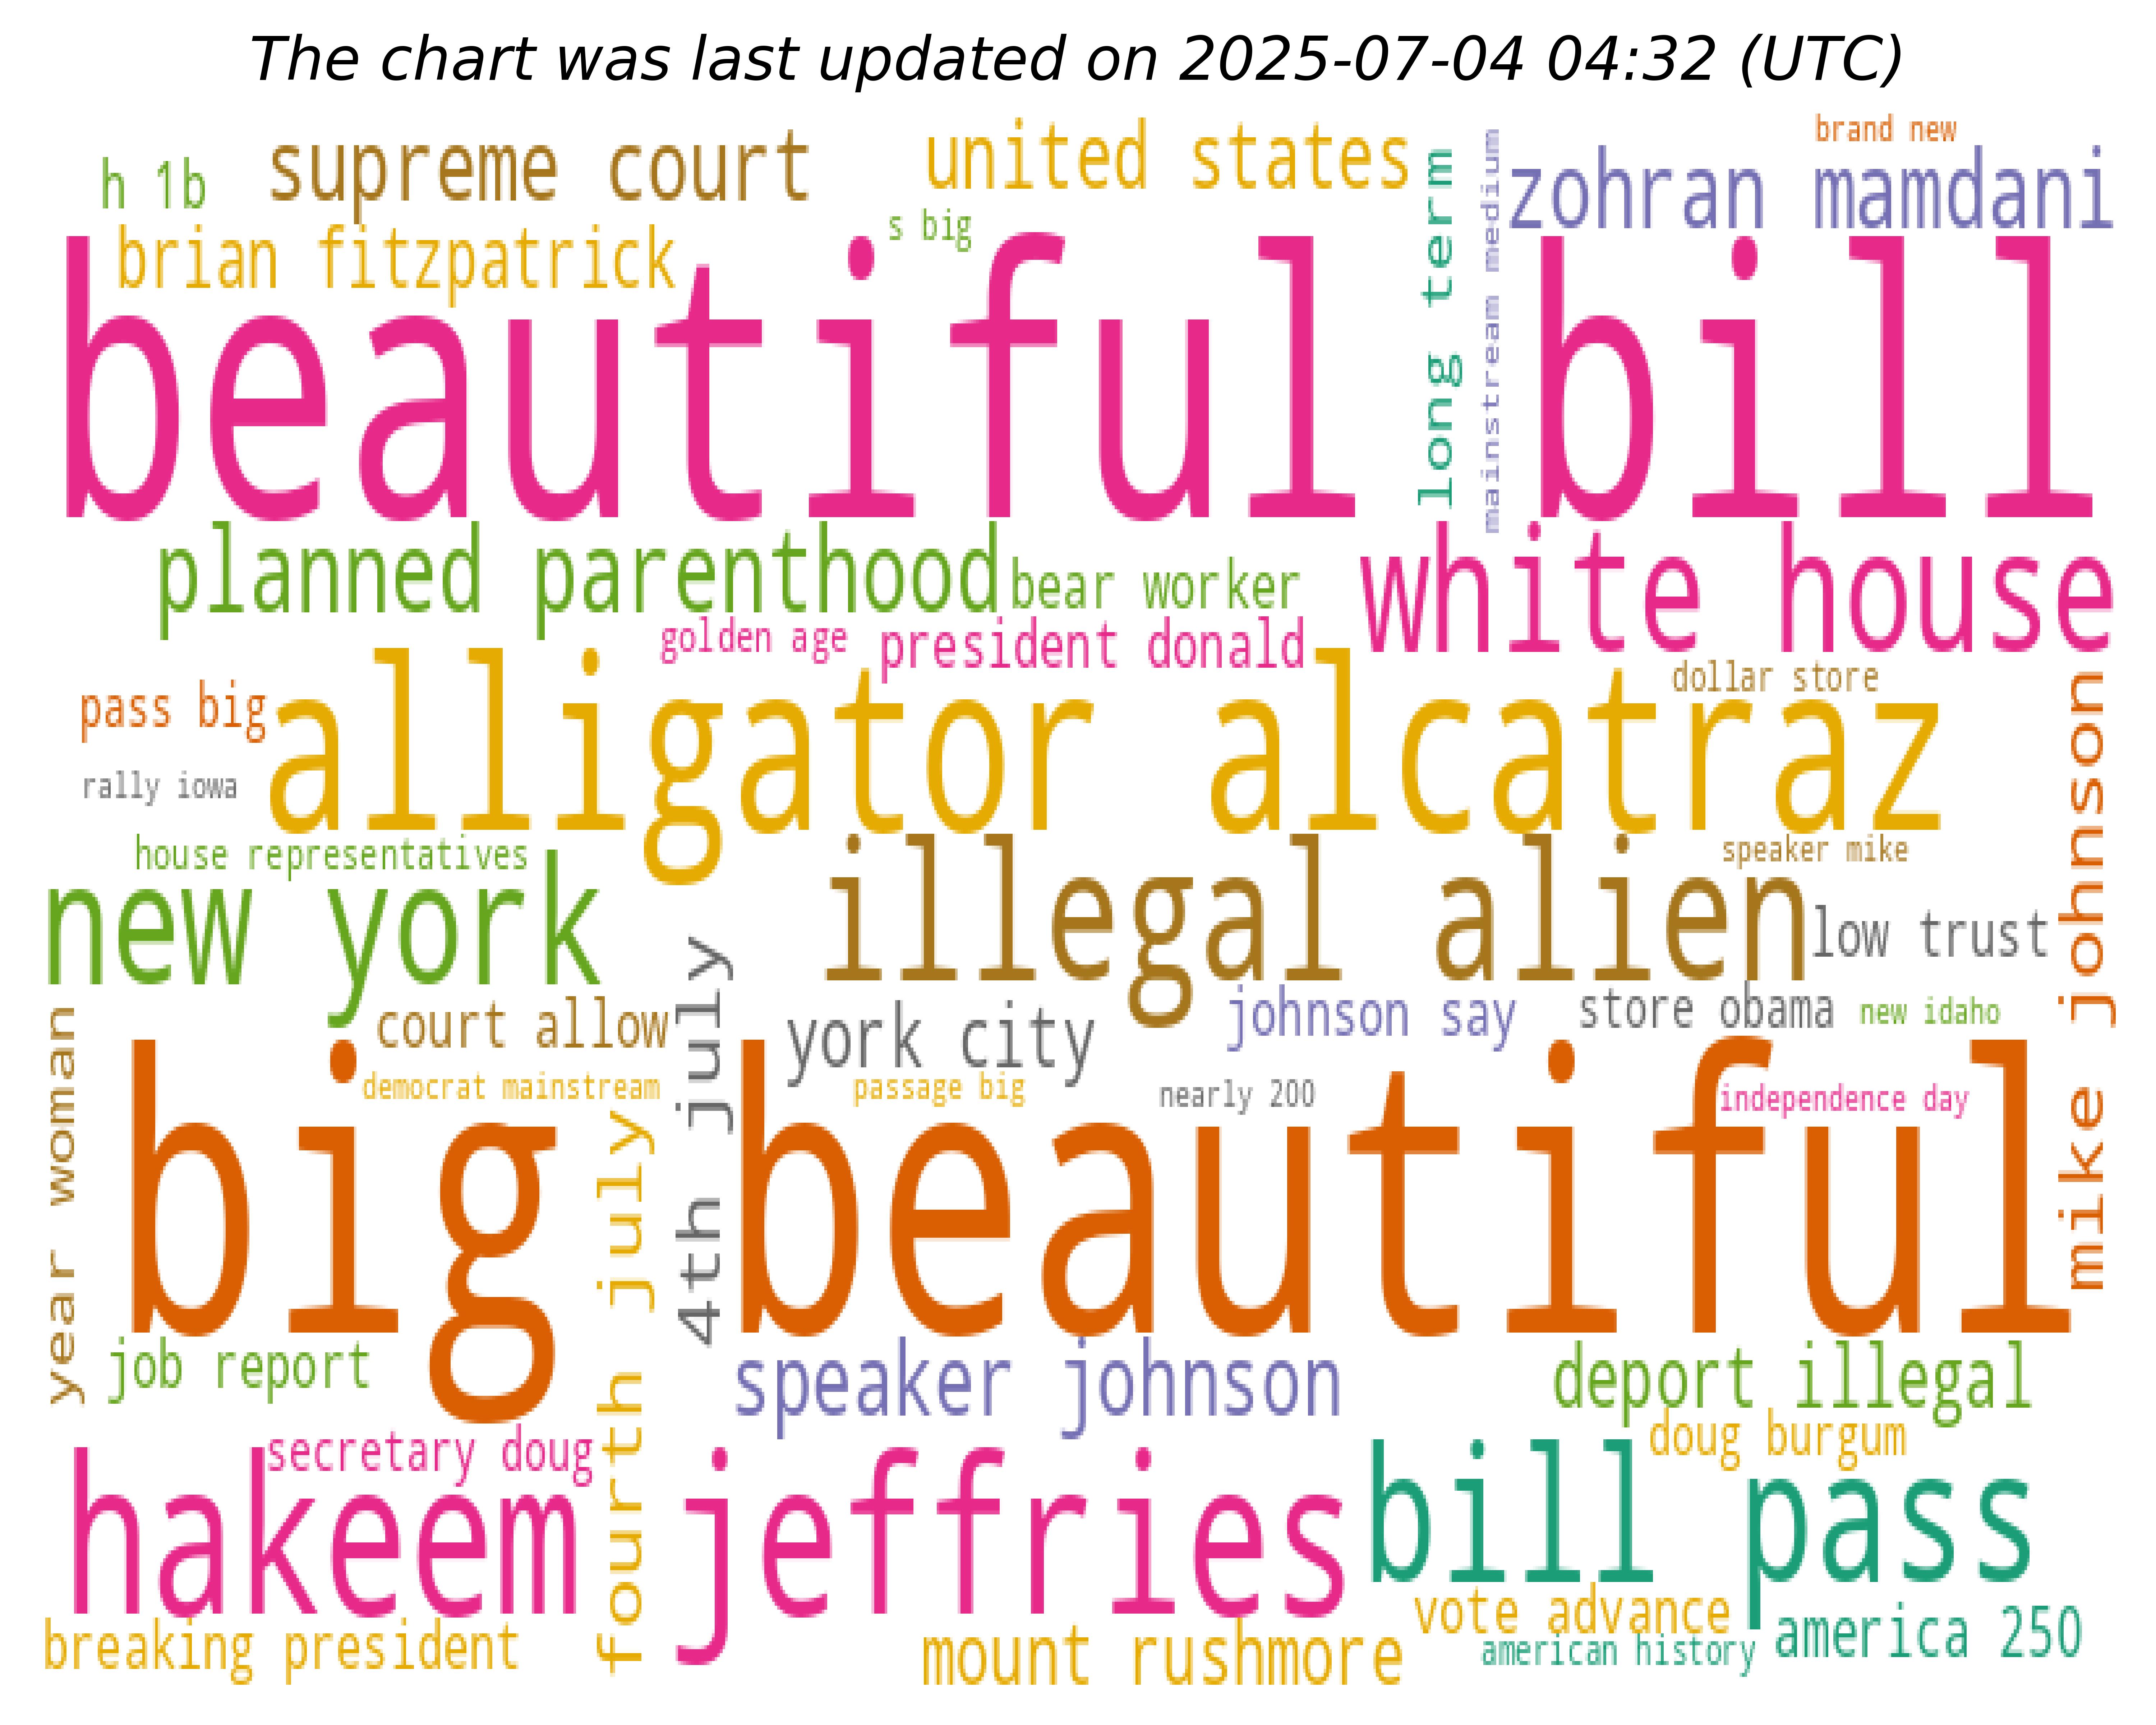 The chart was last updated on 2025-07-04 04:32 (UTC)
brand new
united states
supreme court
h 1b
zohran mamdani
s big
brian fitzpatrick
long term
mainstream medium
beautiful bill
planned parenthood
bear worker
white house
golden age
president donald
dollar store
pass big
alligator alcatraz
rally iowa
mike johnson
house representatives
speaker mike
new york
illegal alien
low trust
4th july
court allow
york city
johnson say
store obama
new idaho
year woman
democrat mainstream
passage big
nearly 200
independence day
big beautiful
fourth july
job report
speaker johnson
deport illegal
secretary doug
doug burgum
hakeem jeffries
bill pass
vote advance
breaking president
mount rushmore
american history
america 250